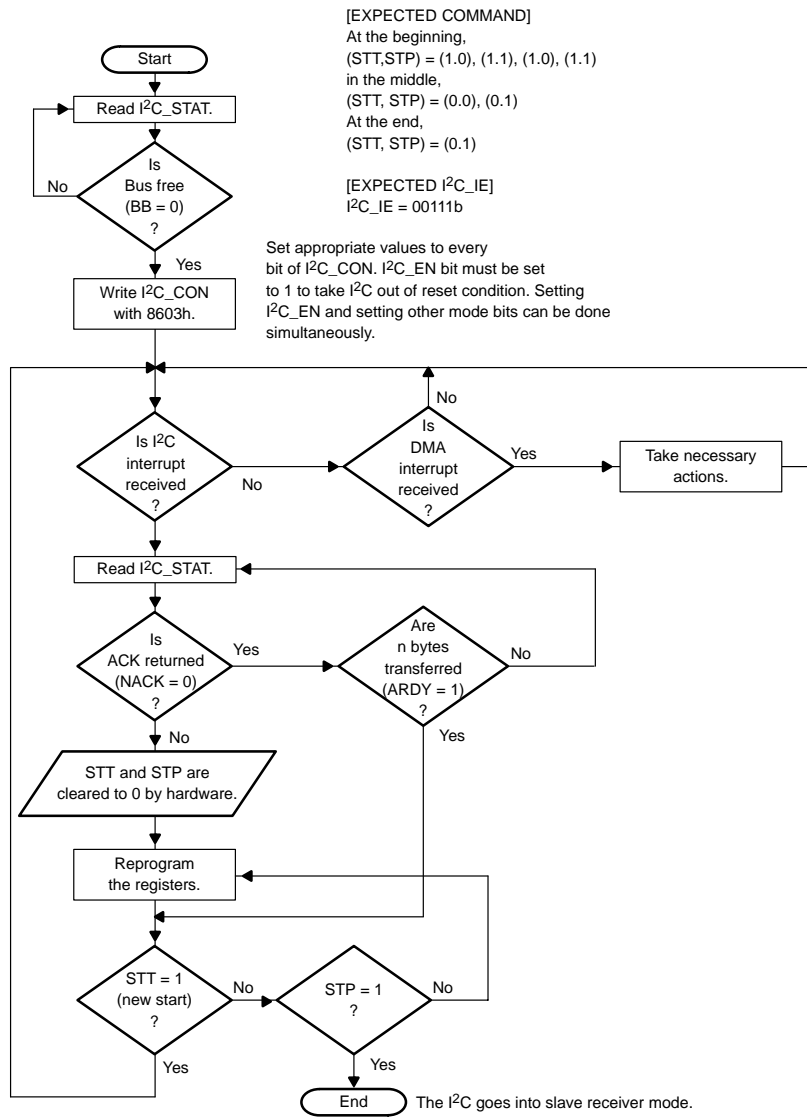 [EXPECTED COMMAND]
At the beginning,
(STT,STP) = (1.0), (1.1), (1.0), (1.1)
in the middle,
(STT, STP) = (0.0), (0.1)
At the end,
(STT, STP) = (0.1)
[EXPECTED I2C_IE]
I2C_IE = 00111b
Start
Read I2C_STAT.
Is
Bus free
(BB = 0)
?
No
Yes
Set appropriate values to every
bit of I2C_CON. I2C_EN bit must be set
to 1 to take I2C out of reset condition. Setting
I2C_EN and setting other mode bits can be done
simultaneously.
Write I2C_CON
with 8603h.
Is I2C
interrupt
received
?
No
Is
DMA
interrupt
received
?
No
Yes
Take necessary
actions.
Read I2C_STAT.
Is
ACK returned
(NACK = 0)
?
Yes
No
Are
n bytes
transferred
(ARDY = 1)
?
No
Yes
STT and STP are
cleared to 0 by hardware.
Reprogram
the registers.
STT = 1
(new start)
?
No
Yes
STP = 1
?
No
Yes
End
The I2C goes into slave receiver mode.